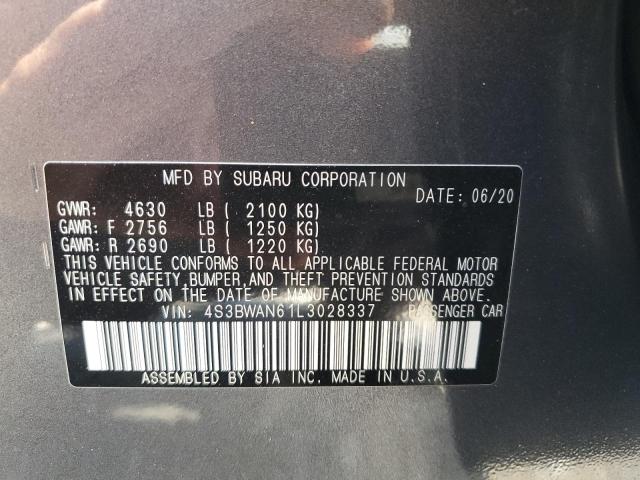 MFD BY SUBARU CORPORATION
DATE: 06/20
GVWR: 4630 LB ( 2100 KG)
GAWR: F 2756 LB ( 1250 KG)
GAWR: R 2690 LB ( 1220 KG)
THIS VEHICLE CONFORMS TO ALL APPLICABLE FEDERAL MOTOR
VEHICLE SAFETY, BUMPER, AND THEFT PREVENTION STANDARDS
IN EFFECT ON THE DATE OF MANUFACTURE SHOWN ABOVE.
VIN: 4S3BWAN61L3028337 PASSENGER CAR
ASSEMBLED BY SIA INC. MADE IN U.S.A.